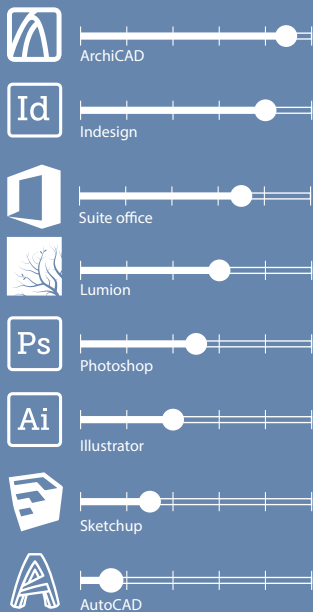 ArchiCAD
Id
Indesign
Suite office
Lumion
Ps
Photoshop
Ai
Illustrator
Sketchup
AutoCAD